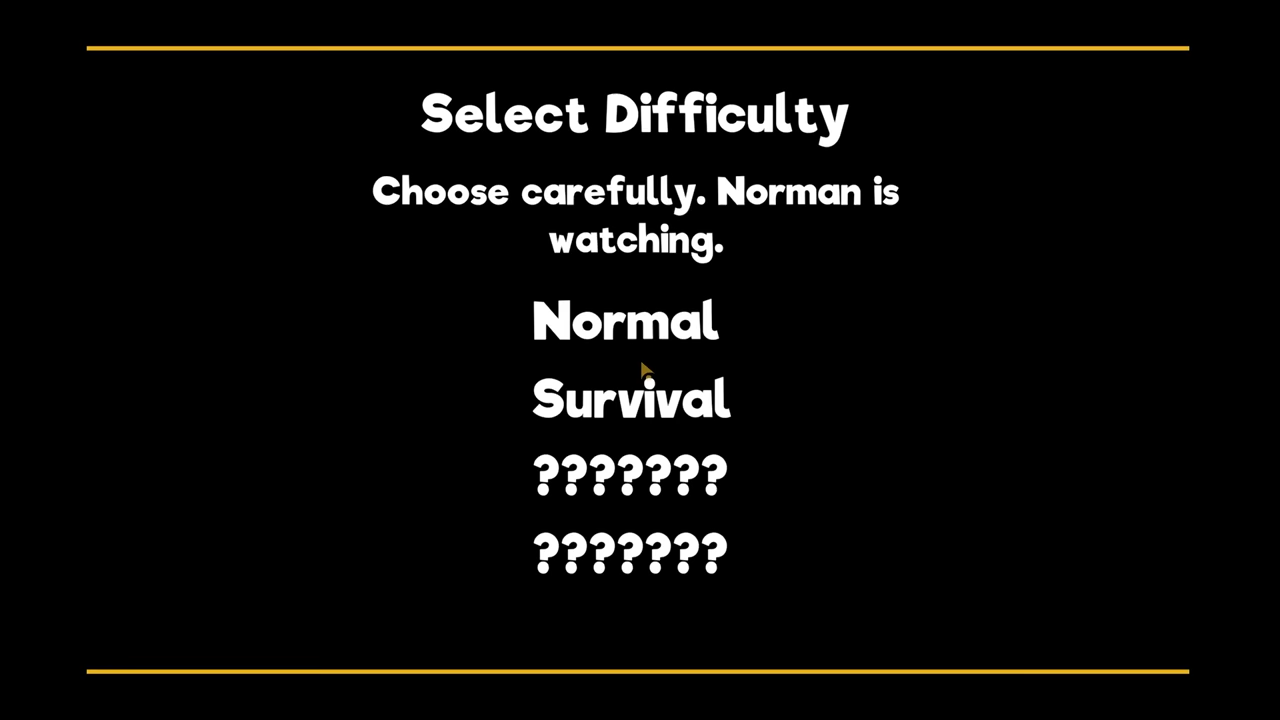 Select Difficulty
Choose carefully. Norman is
watching.
Normal
Survival
???????
???????